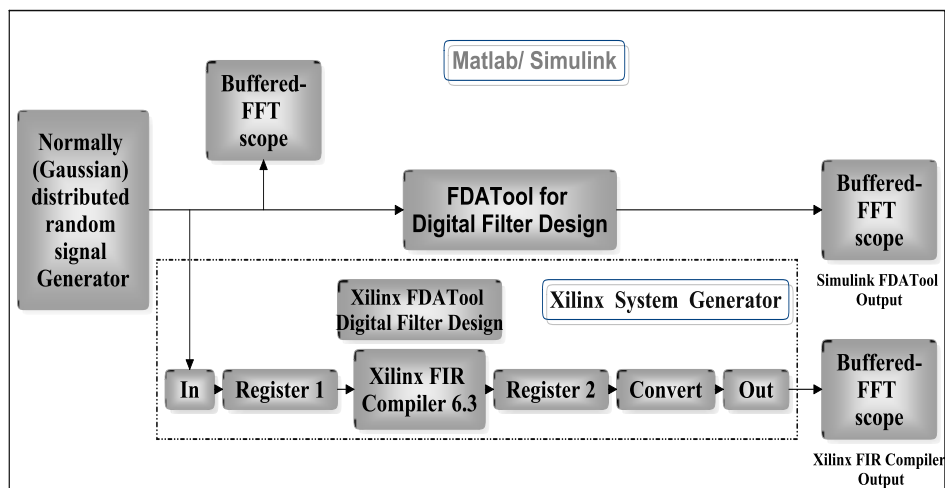 Matlab/ Simulink
Buffered-
FFT
scope
Normally
(Gaussian)
distributed
random
signal
Generator
FDATool for
Digital Filter Design
Buffered-
FFT
scope
Simulink FDATool
Output
Xilinx FDATool
Digital Filter Design
Xilinx System Generator
In
Register 1
Xilinx FIR
Compiler 6.3
Register 2
Convert
Out
Buffered-
FFT
scope
Xilinx FIR Compiler
Output